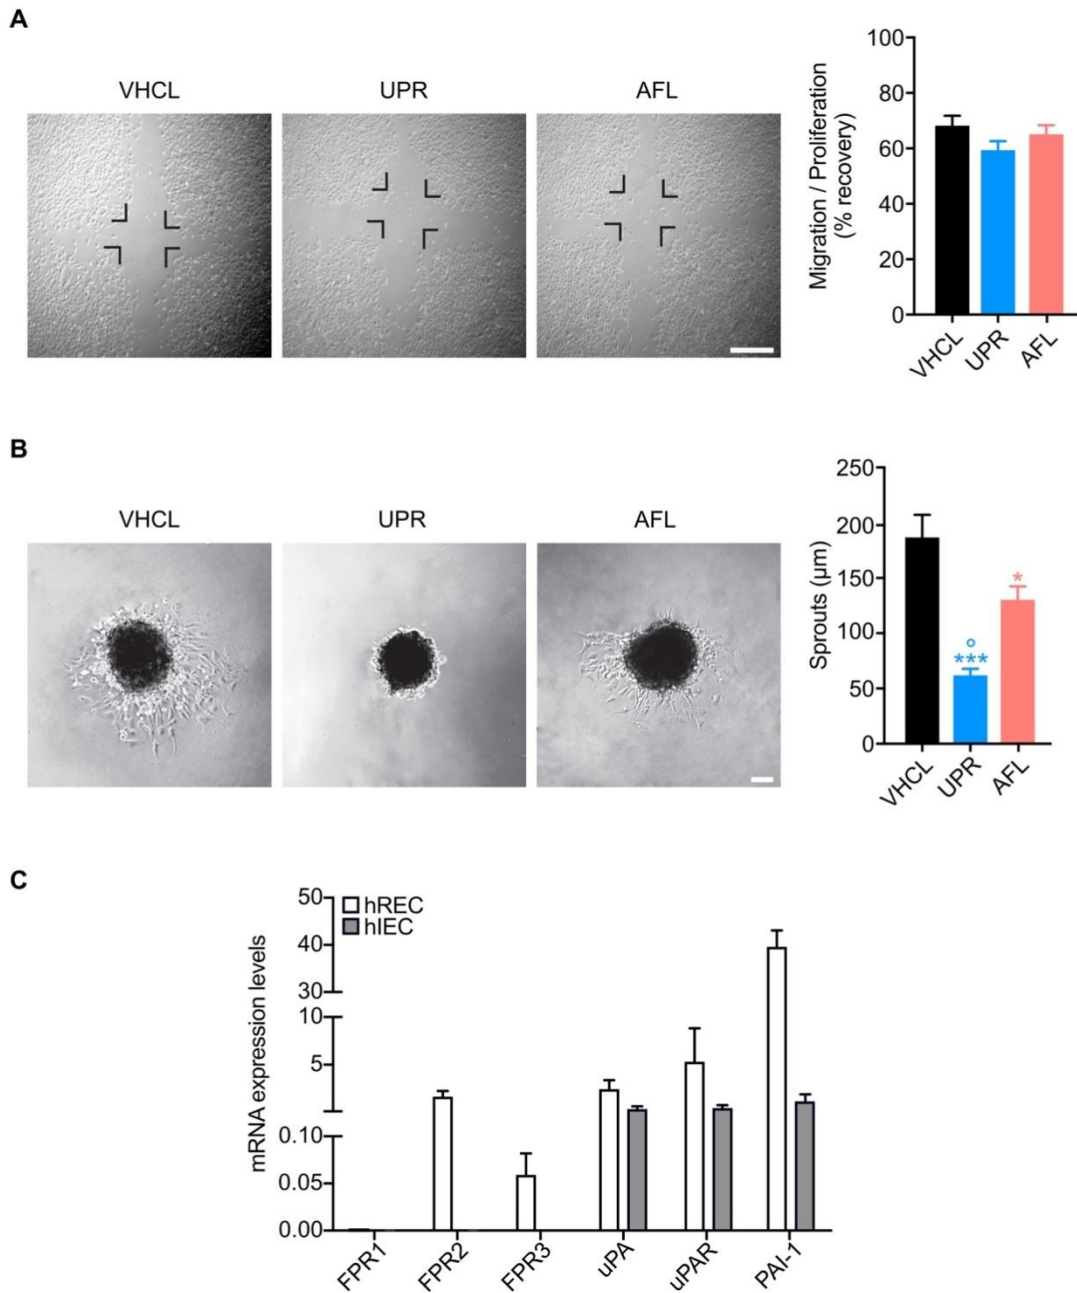 A
VHCL UPR AFL
Migration / Proliferation
(% recovery)
100
80
60
40
20
0
VHCL
UPR
AFL
B
VHCL UPR AFL
Sprouts (µm)
250
200
150
100
50
0
°
***
*
VHCL
UPR
AFL
C
mRNA expression levels
50
40
30
10
5
0.10
0.05
0.00
hREC
hIEC
FPR1
FPR2
FPR3
uPA
uPAR
PAI-1